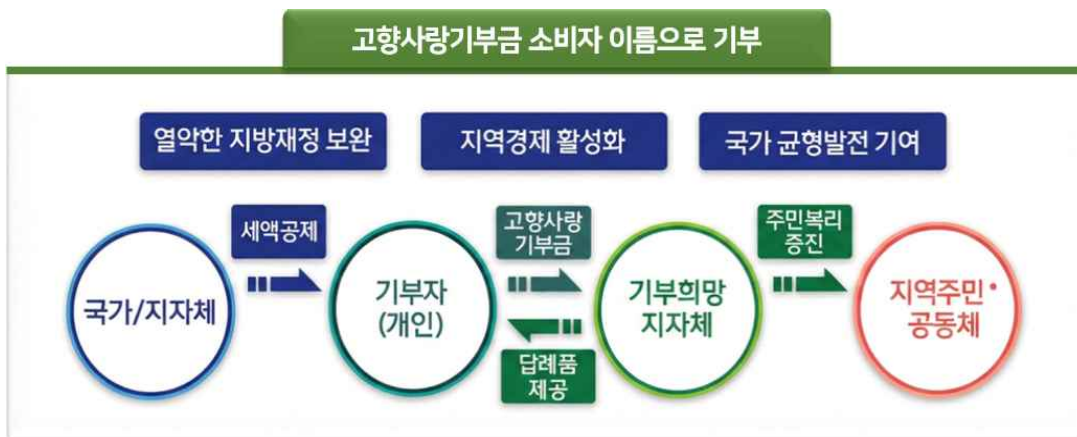 고향사랑기부금 소비자 이름으로 기부
열악한 지방재정 보완
지역경제 활성화
국가 균형발전 기여
국가/지자체
세액공제
기부자
(개인)
고향사랑
기부금
답례품
제공
기부희망
지자체
주민복리
증진
지역주민•
공동체